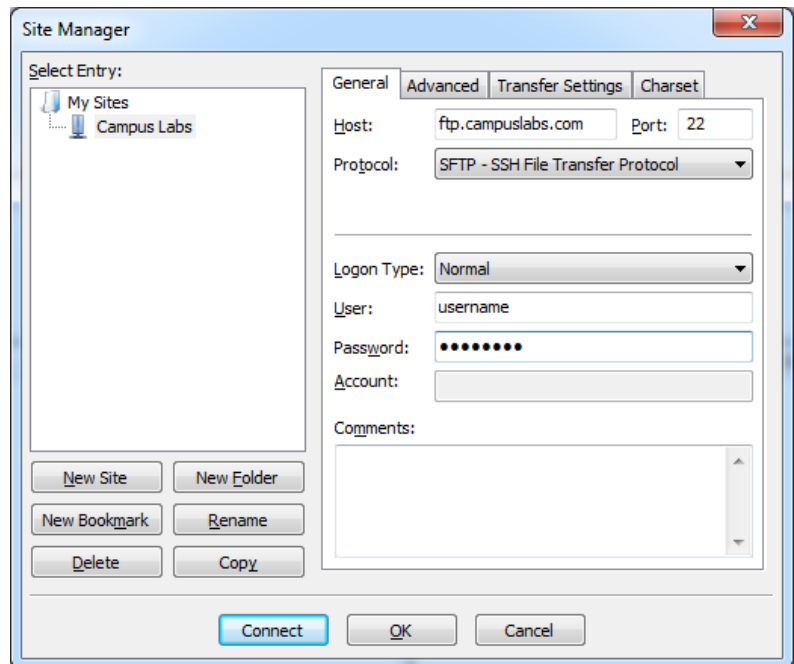 Site Manager
Select Entry:
My Sites
Campus Labs
New Site New Folder
New Bookmark Rename
Delete Copy
General Advanced Transfer Settings Charset
Host: ftp.campuslabs.com Port: 22
Protocol: SFTP - SSH File Transfer Protocol
Logon Type: Normal
User: username
Password: ●●●●●●●●
Account:
Comments:
Connect OK Cancel